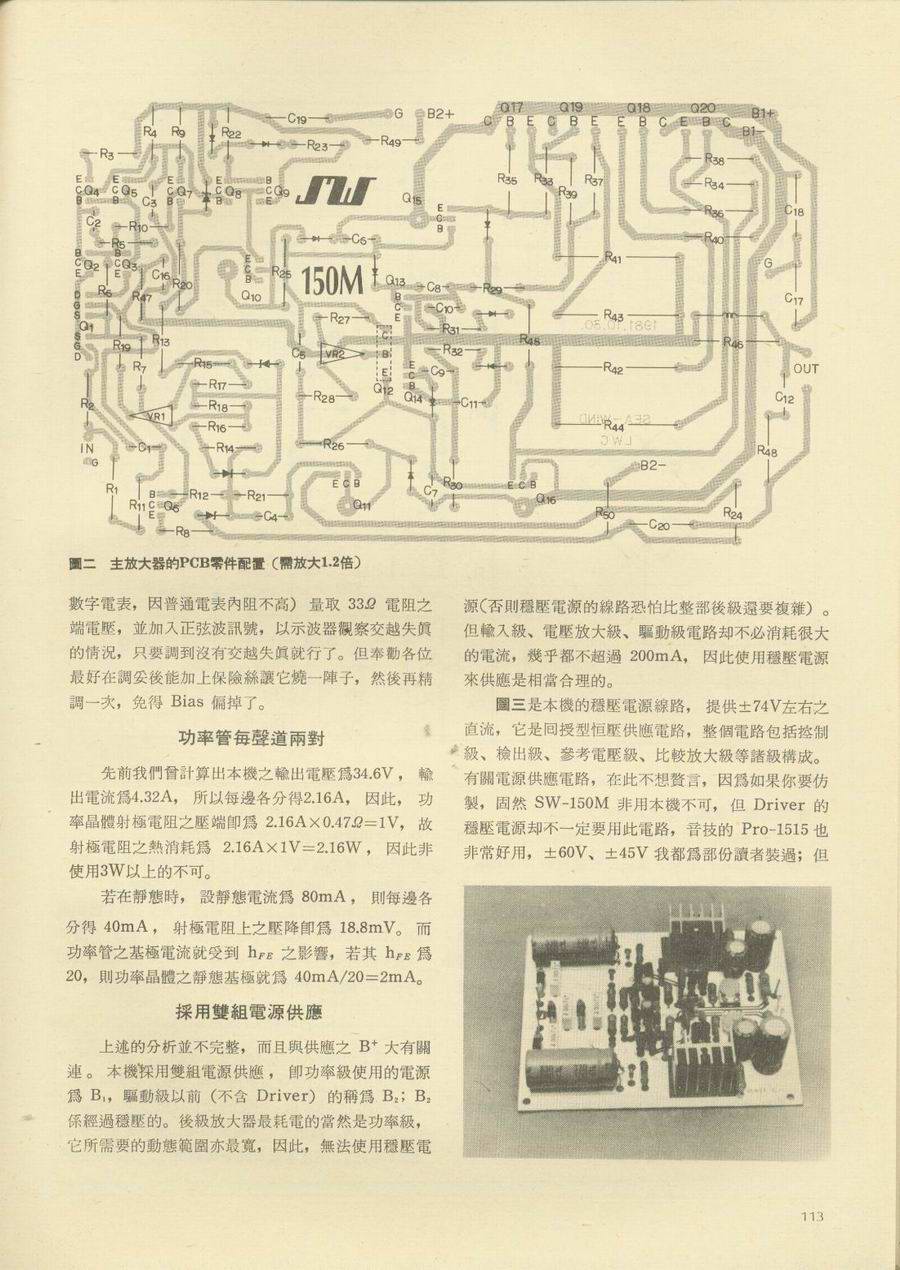 Q17 Q19 Q18 Q20
C19 G B2+ C B E C B E E B C E B C B1+
B1-
R4 R9 R22 R23 R49
R3 R38
E C B Q4 E C B Q5 E C B Q7 E C B Q8 B C E Q9 SW Q15 R35 R33 R39 R37 R34
C2 C3 E C B R36 C18
R10 R40
R5 C6
B C E Q2 B C E Q3 C16 E C B R25 150M Q13 R41 G
R6 R47 R20 Q10 C8 R29 C17
D G S Q1 S G D B C E C10
R27 R31 R43 1981.10.30
R19 R13 C5 VR2 C B E R32 R48 R46
R7 R15 E C B C9 R42 OUT
R17 Q12 Q14
R2 R18 R28 C11 C12
VR1 R16 R44 SEA-WIND
IN C1 R14 R26 LWC R48
G B2-
R1 R12 R21 E C B Q11 C7 R30 E C B Q16
R11 B C E Q6 C4 R50 R24
R8 C20
圖二 主放大器的PCB零件配置（需放大1.2倍）
數字電表，因普通電表內阻不高） 量取 33Ω 電阻之
端電壓，並加入正弦波訊號，以示波器觀察交越失眞
的情況，只要調到沒有交越失眞就行了。但奉勸各位
最好在調妥後能加上保險絲讓它燒一陣子，然後再精
調一次，免得 Bias 偏掉了。
功率管每聲道兩對
先前我們曾計算出本機之輸出電壓爲34.6V， 輸
出電流爲4.32A， 所以每邊各分得2.16A， 因此， 功
率晶體射極電阻之壓端卽爲 2.16A×0.47Ω=1V， 故
射極電阻之熱消耗爲 2.16A×1V=2.16W， 因此非
使用3W以上的不可。
若在靜態時， 設靜態電流爲 80mA， 則每邊各
分得 40mA， 射極電阻上之壓降卽爲 18.8mV。 而
功率管之基極電流就受到 hFE 之影響，若其 hFE 爲
20，則功率晶體之靜態基極就爲 40mA/20=2mA。
採用雙組電源供應
上述的分析並不完整，而且與供應之 B+ 大有關
連。 本機採用雙組電源供應， 卽功率級使用的電源
爲 B₁，驅動級以前（不含 Driver）的稱爲 B₂；B₂
係經過穩壓的。後級放大器最耗電的當然是功率級，
它所需要的動態範圍亦最寬，因此，無法使用穩壓電
源（否則穩壓電源的線路恐怕比整部後級還要複雜）。
但輸入級、電壓放大級、驅動級電路却不必消耗很大
的電流，幾乎都不超過 200mA， 因此使用穩壓電源
來供應是相當合理的。
圖三是本機的穩壓電源線路， 提供±74V左右之
直流，它是囘授型恒壓供應電路，整個電路包括控制
級、檢出級、參考電壓級、比較放大級等諸級構成。
有關電源供應電路，在此不想贅言，因爲如果你要仿
製，固然 SW-150M 非用本機不可，但 Driver 的
穩壓電源却不一定要用此電路，音技的 Pro-1515 也
非常好用，±60V、±45V 我都爲部份讀者裝過；但
113